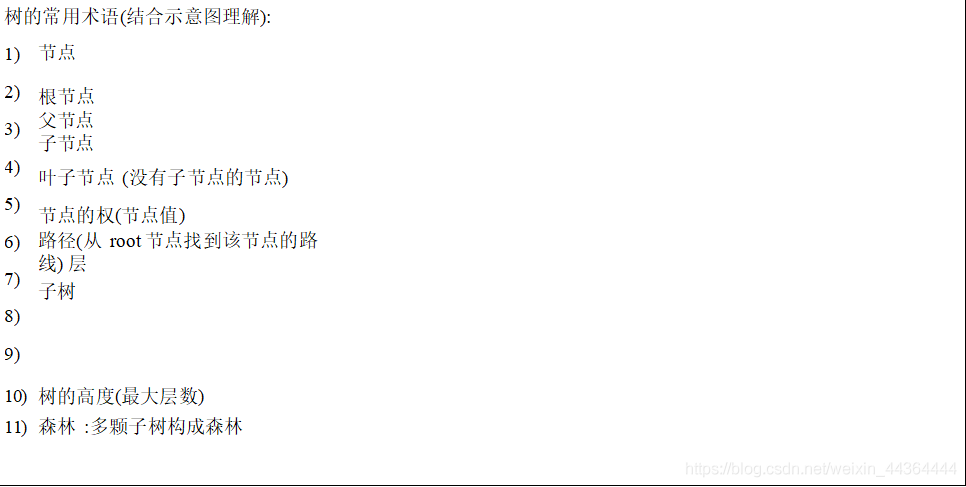 树的常用术语(结合示意图理解):
1) 节点
2) 根节点
父节点
3) 子节点
4) 叶子节点 (没有子节点的节点)
5) 节点的权(节点值)
6) 路径(从 root 节点找到该节点的路
线) 层
7) 子树
8)
9)
10) 树的高度(最大层数)
11) 森林 :多颗子树构成森林
https://blog.csdn.net/weixin_44364444